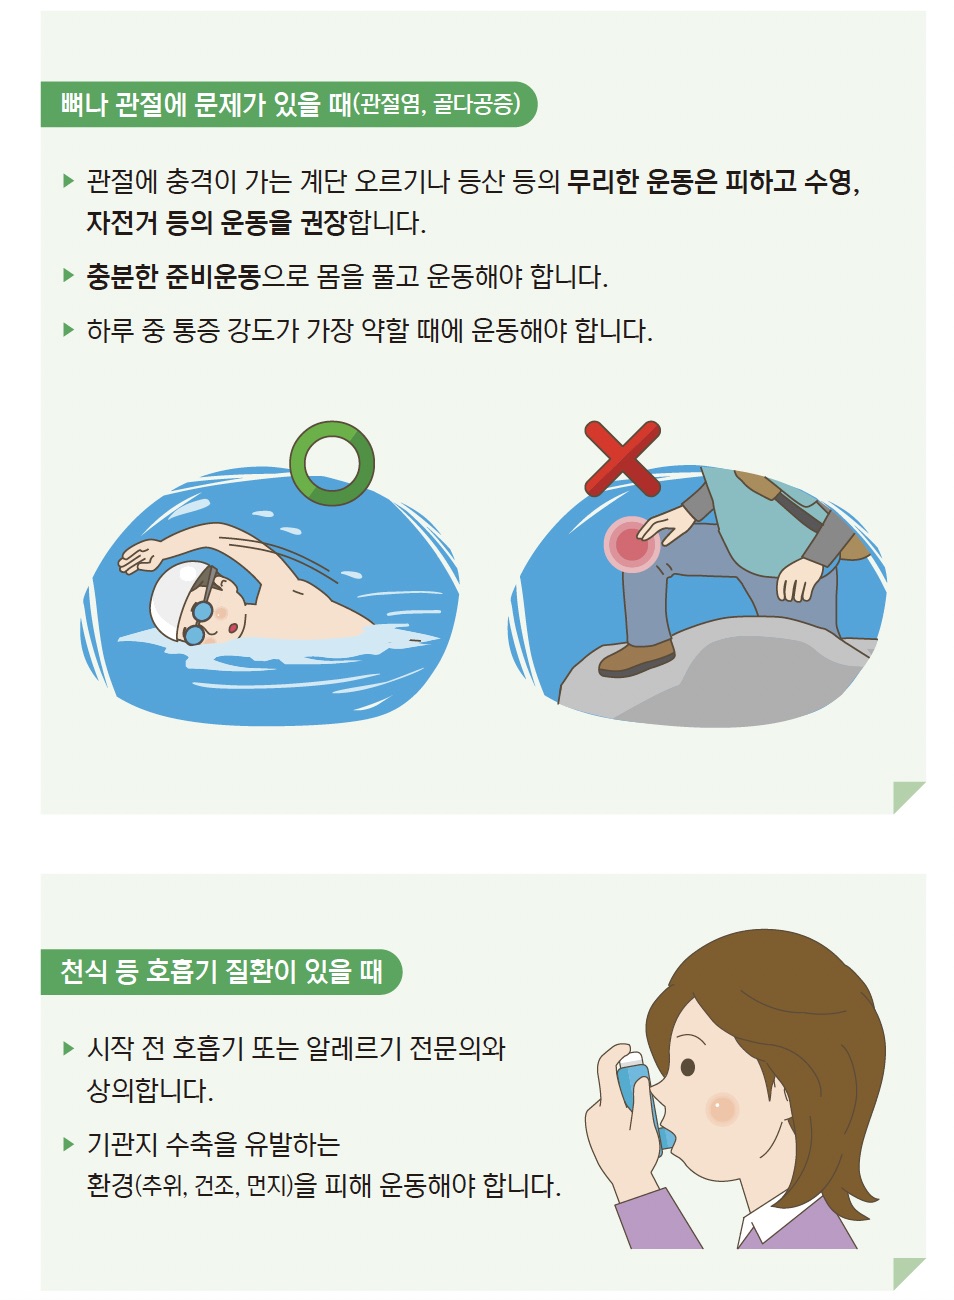 뼈나 관절에 문제가 있을 때(관절염, 골다공증)
관절에 충격이 가는 계단 오르기나 등산 등의 무리한 운동은 피하고 수영,
자전거 등의 운동을 권장합니다.
충분한 준비운동으로 몸을 풀고 운동해야 합니다.
하루 중 통증 강도가 가장 약할 때에 운동해야 합니다.
천식 등 호흡기 질환이 있을 때
시작 전 호흡기 또는 알레르기 전문의와
상의합니다.
기관지 수축을 유발하는
환경(추위, 건조, 먼지)을 피해 운동해야 합니다.